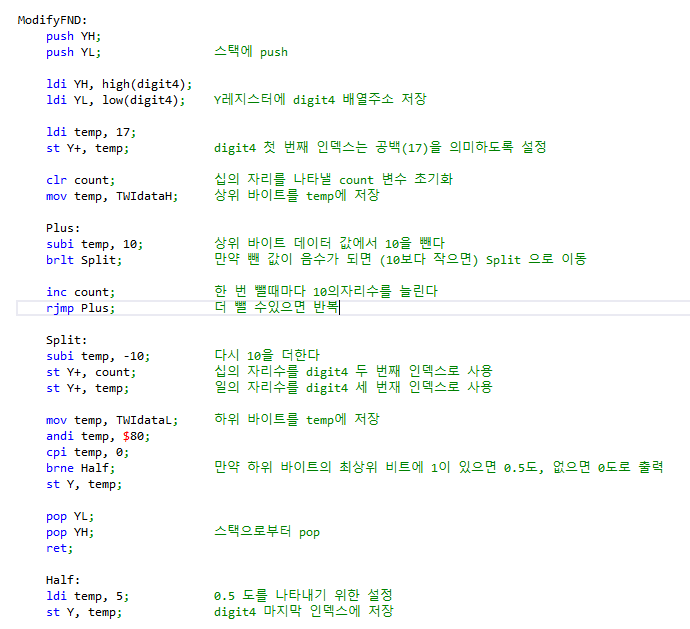 ModifyFND:
push YH;
push YL; 스택에 push
ldi YH, high(digit4);
ldi YL, low(digit4); Y레지스터에 digit4 배열주소 저장
ldi temp, 17;
st Y+, temp; digit4 첫 번째 인덱스는 공백(17)을 의미하도록 설정
clr count; 십의 자리를 나타낼 count 변수 초기화
mov temp, TWIdataH; 상위 바이트를 temp에 저장
Plus:
subi temp, 10; 상위 바이트 데이터 값에서 10을 뺀다
brlt Split; 만약 뺀 값이 음수가 되면 (10보다 작으면) Split 으로 이동
inc count; 한 번 뺄때마다 10의자리수를 늘린다
rjmp Plus; 더 뺄 수있으면 반복
Split:
subi temp, -10; 다시 10을 더한다
st Y+, count; 십의 자리수를 digit4 두 번째 인덱스로 사용
st Y+, temp; 일의 자리수를 digit4 세 번재 인덱스로 사용
mov temp, TWIdataL; 하위 바이트를 temp에 저장
andi temp, $80;
cpi temp, 0;
brne Half; 만약 하위 바이트의 최상위 비트에 1이 있으면 0.5도, 없으면 0도로 출력
st Y, temp;
pop YL;
pop YH; 스택으로부터 pop
ret;
Half:
ldi temp, 5; 0.5 도를 나타내기 위한 설정
st Y, temp; digit4 마지막 인덱스에 저장